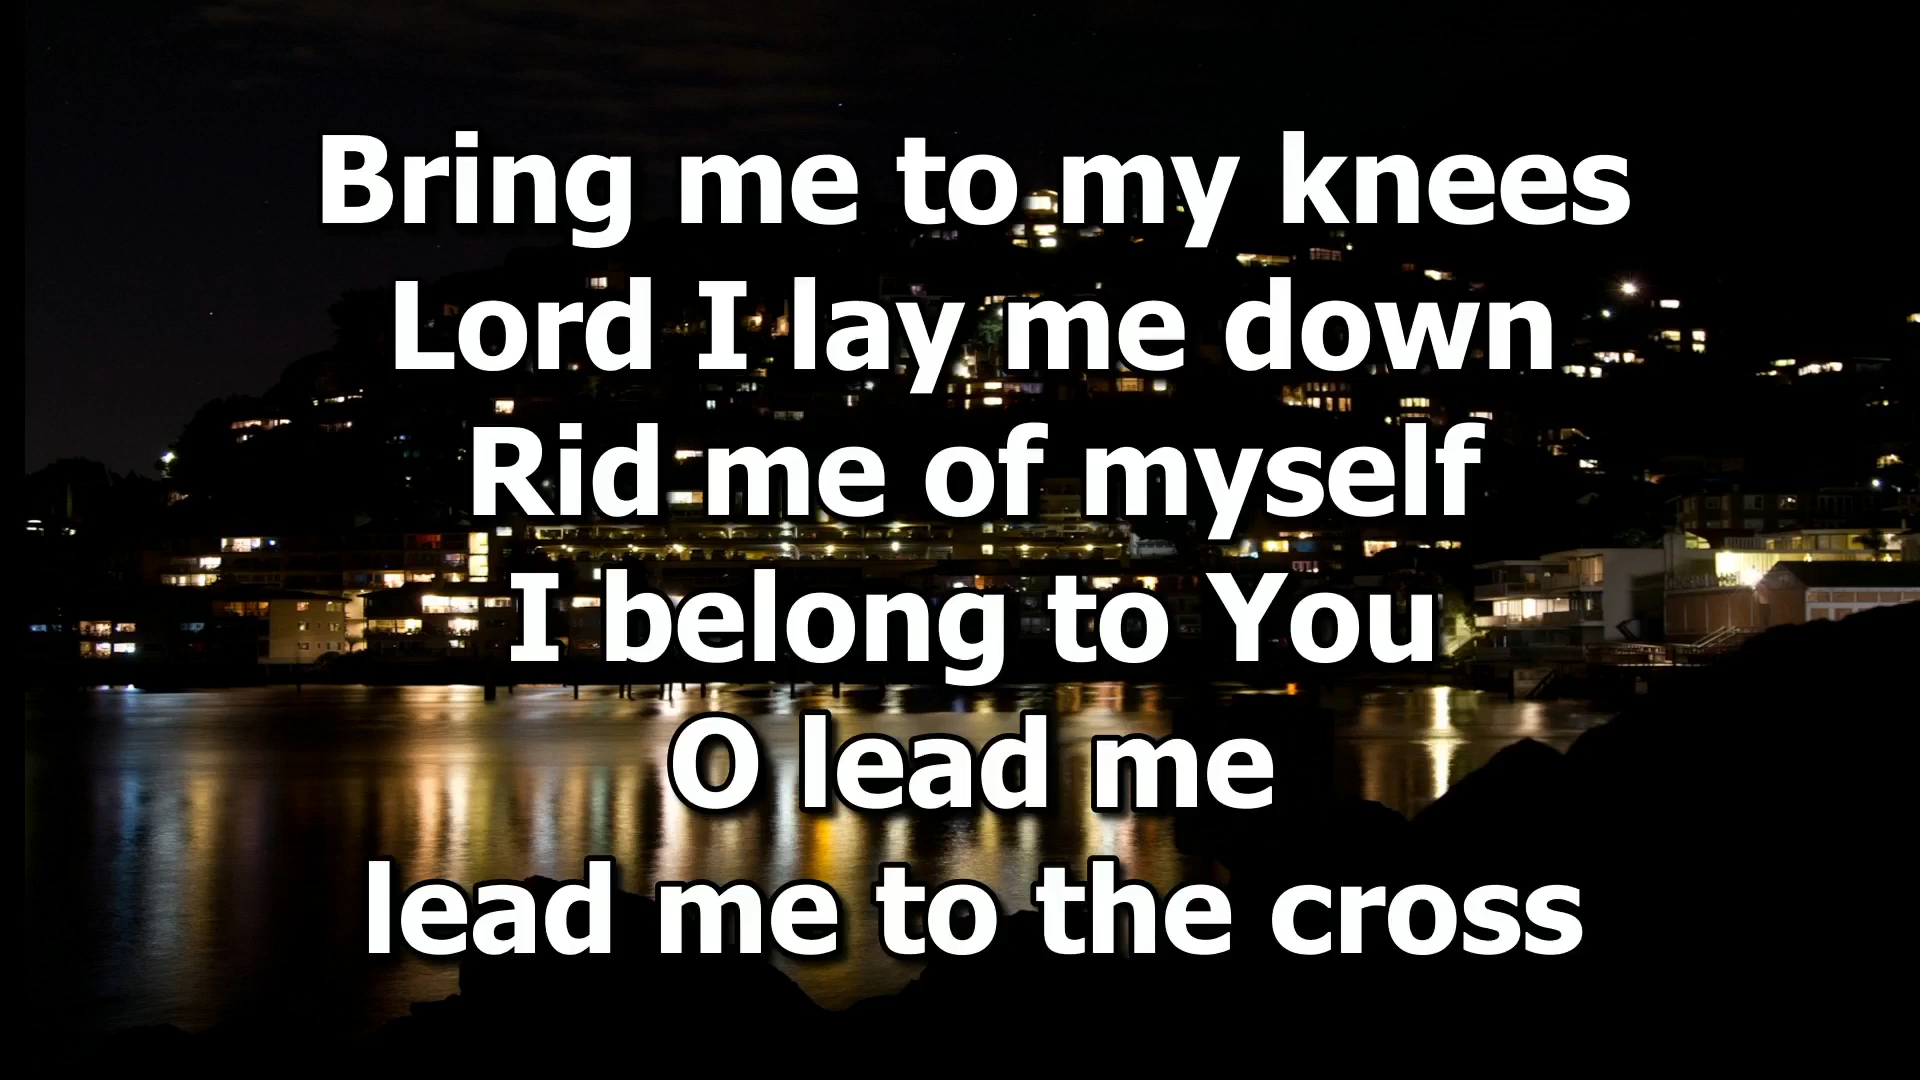 Bring me to my knees
Lord I lay me down
Rid me of myself
I belong to You
O lead me
lead me to the cross